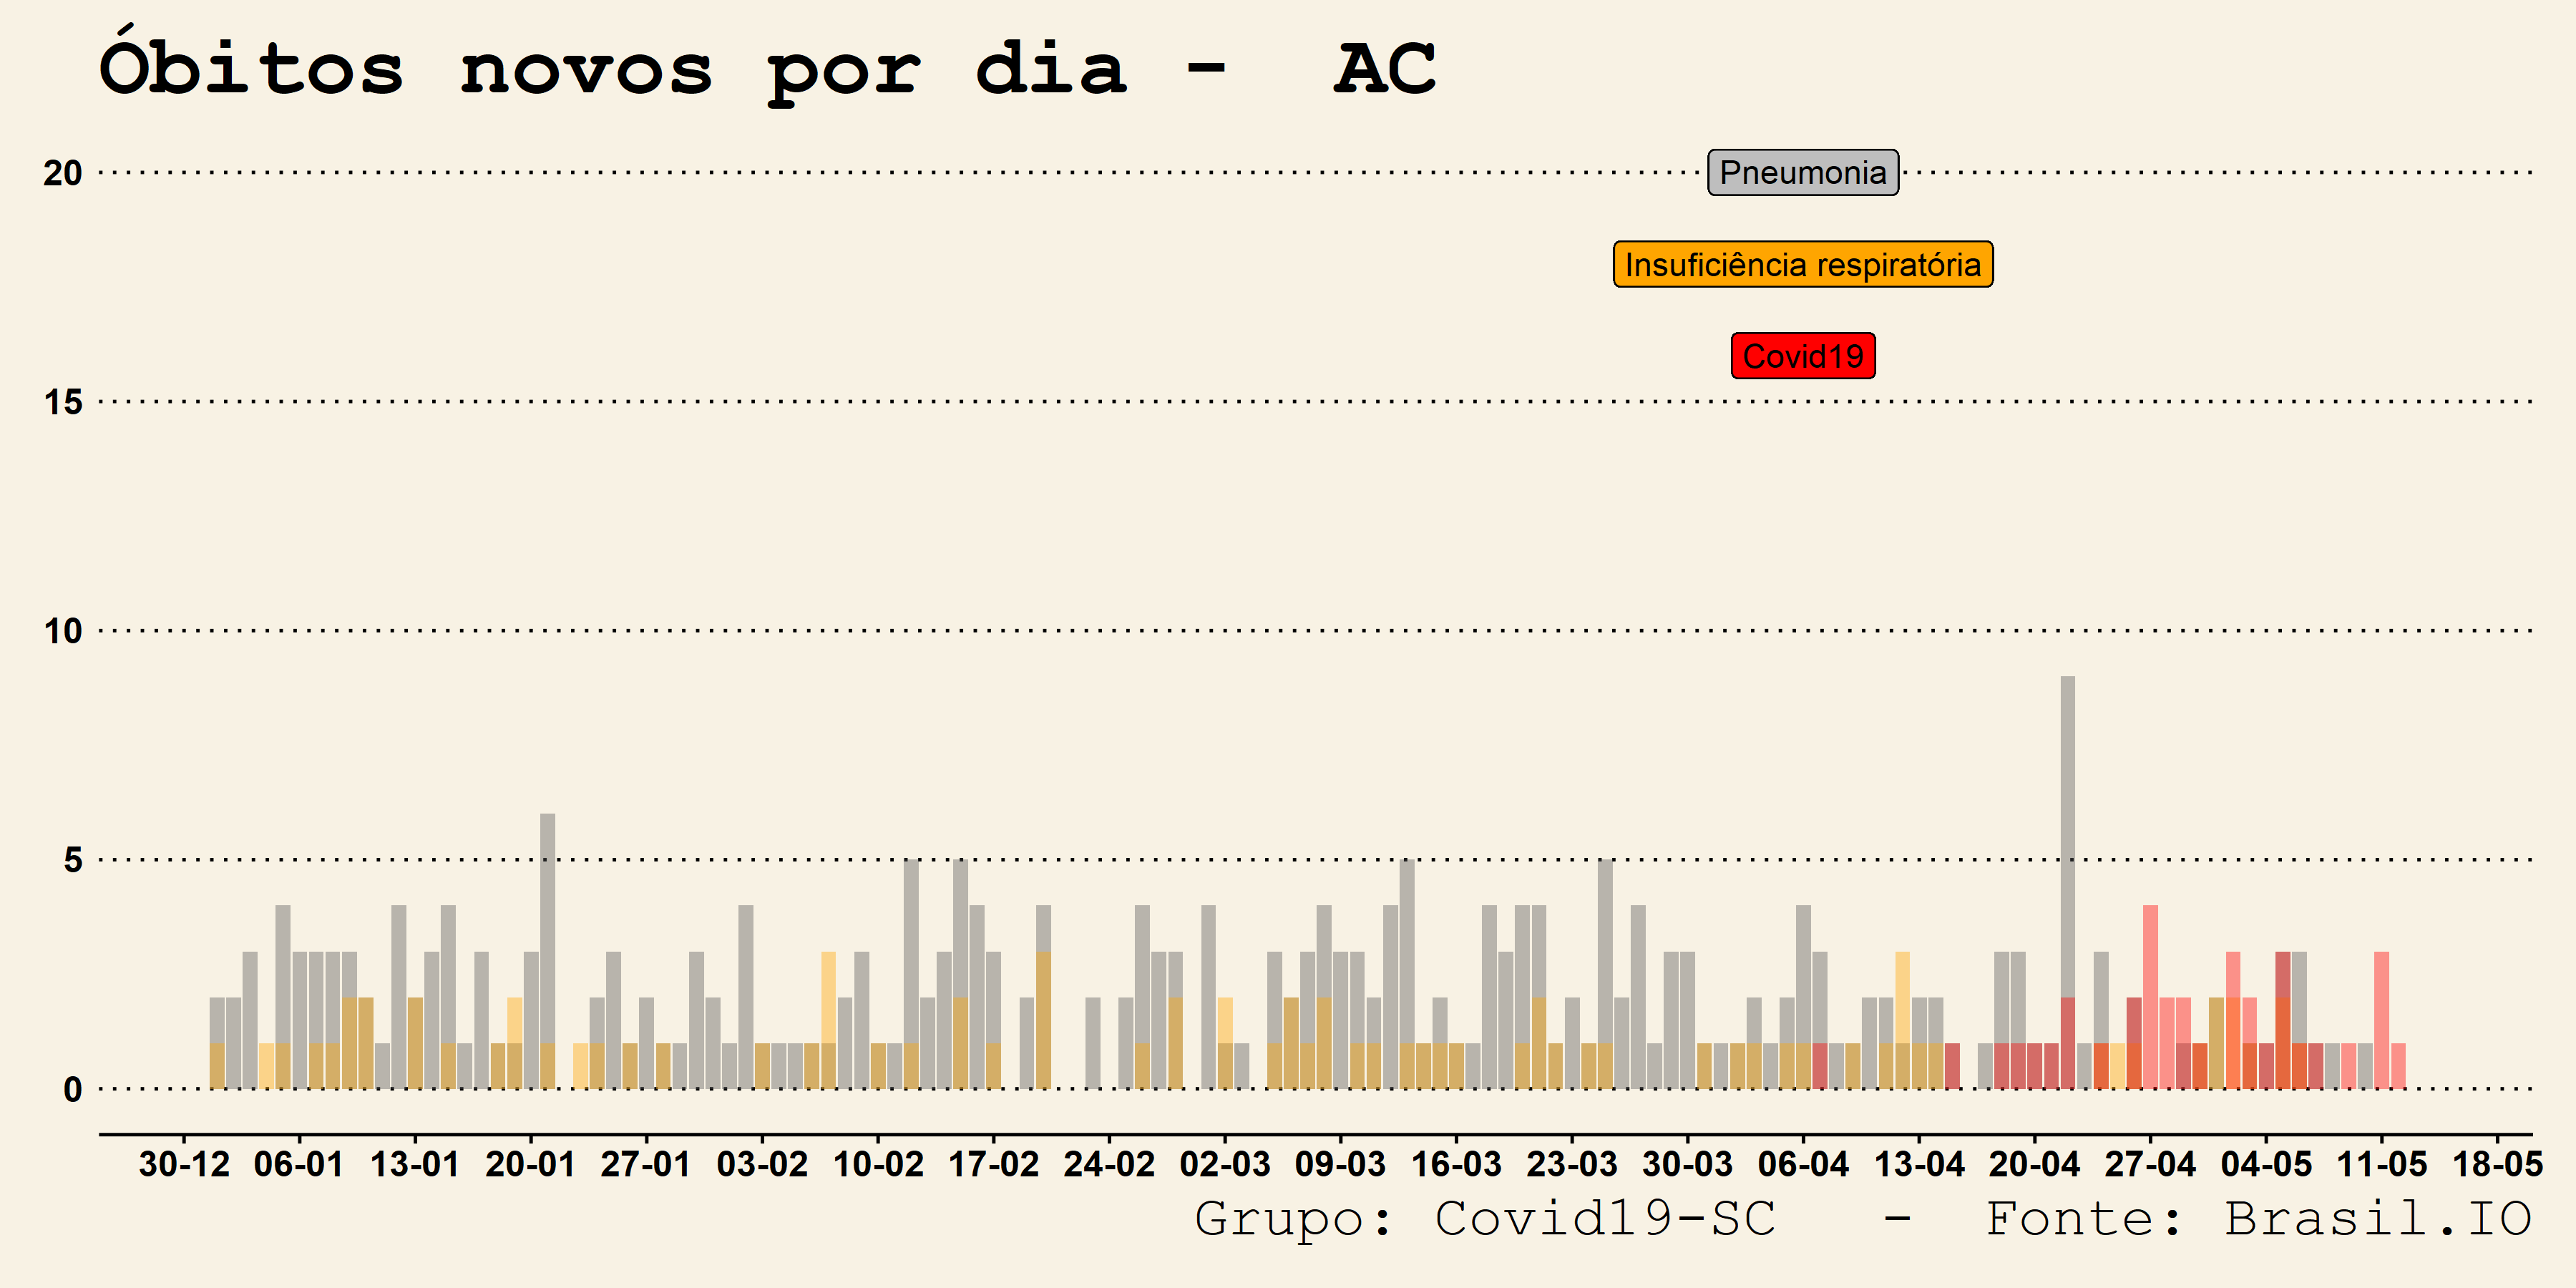 Óbitos novos por dia -  AC
20
Pneumonia
Insuficiência respiratória
Covid19
15
10
5
0
30-12 06-01 13-01 20-01 27-01 03-02 10-02 17-02 24-02 02-03 09-03 16-03 23-03 30-03 06-04 13-04 20-04 27-04 04-05 11-05 18-05
Grupo: Covid19-SC  -  Fonte: Brasil.IO